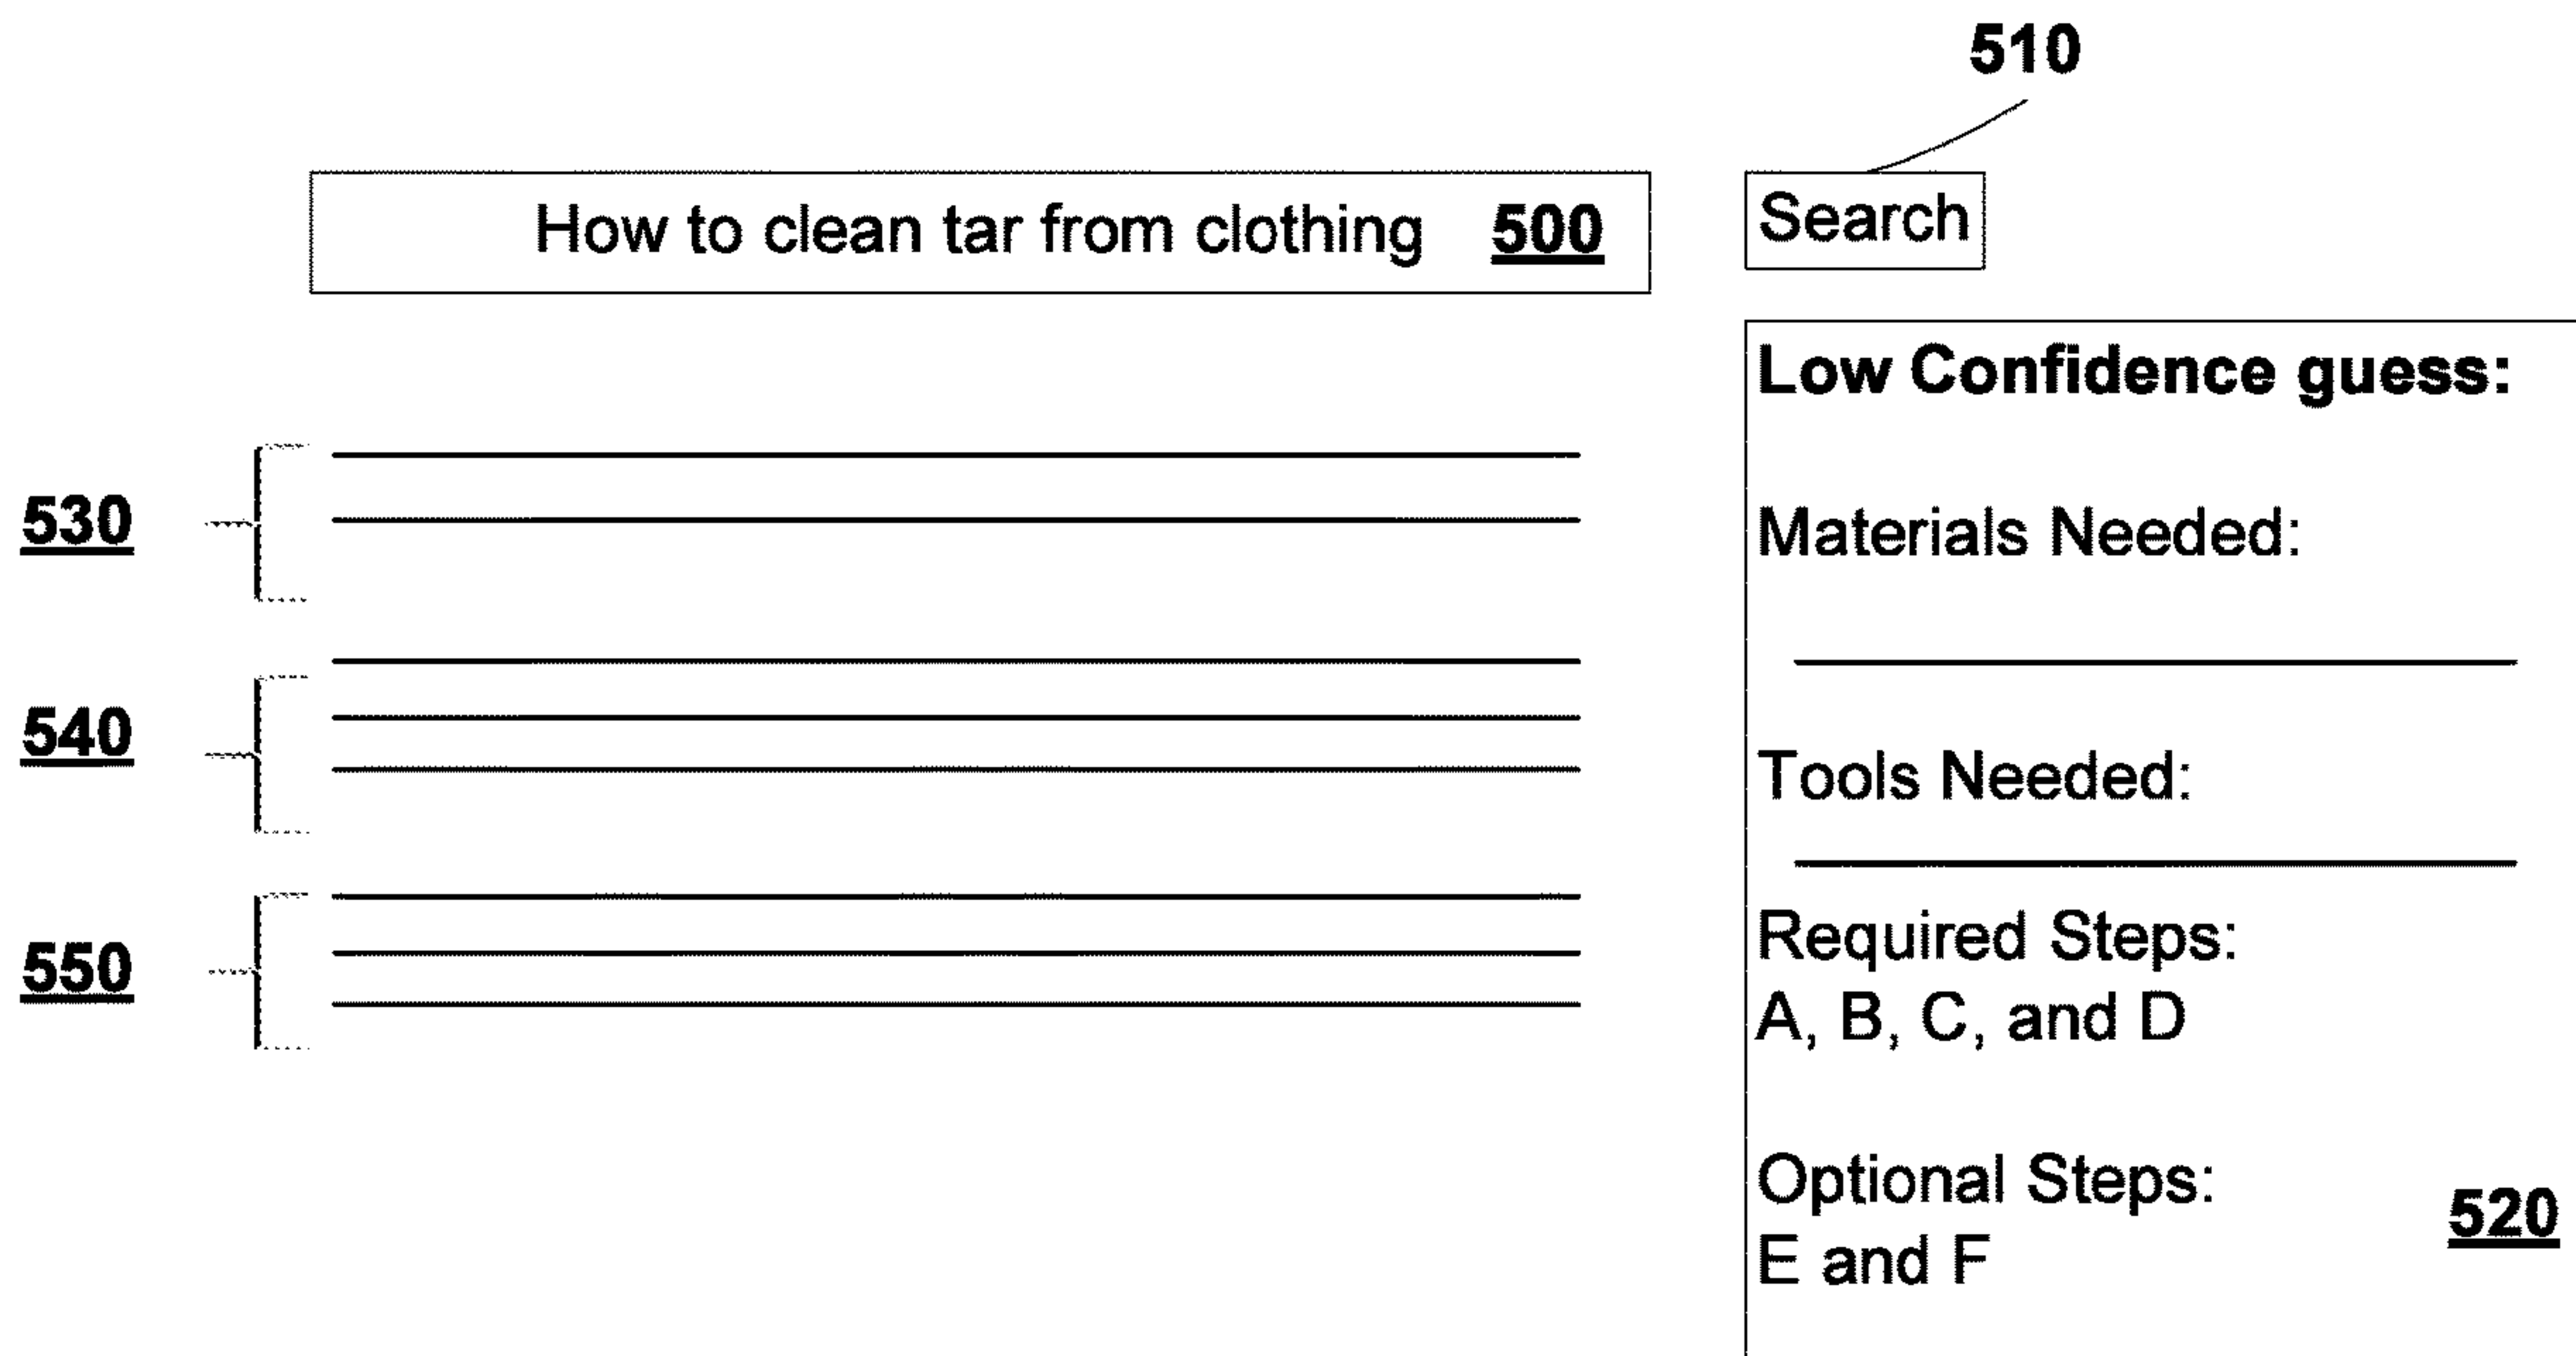 510
How to clean tar from clothing 500
Search
Low Confidence guess:
530
Materials Needed:
540
Tools Needed:
550
Required Steps:
A, B, C, and D
Optional Steps:
520
E and F